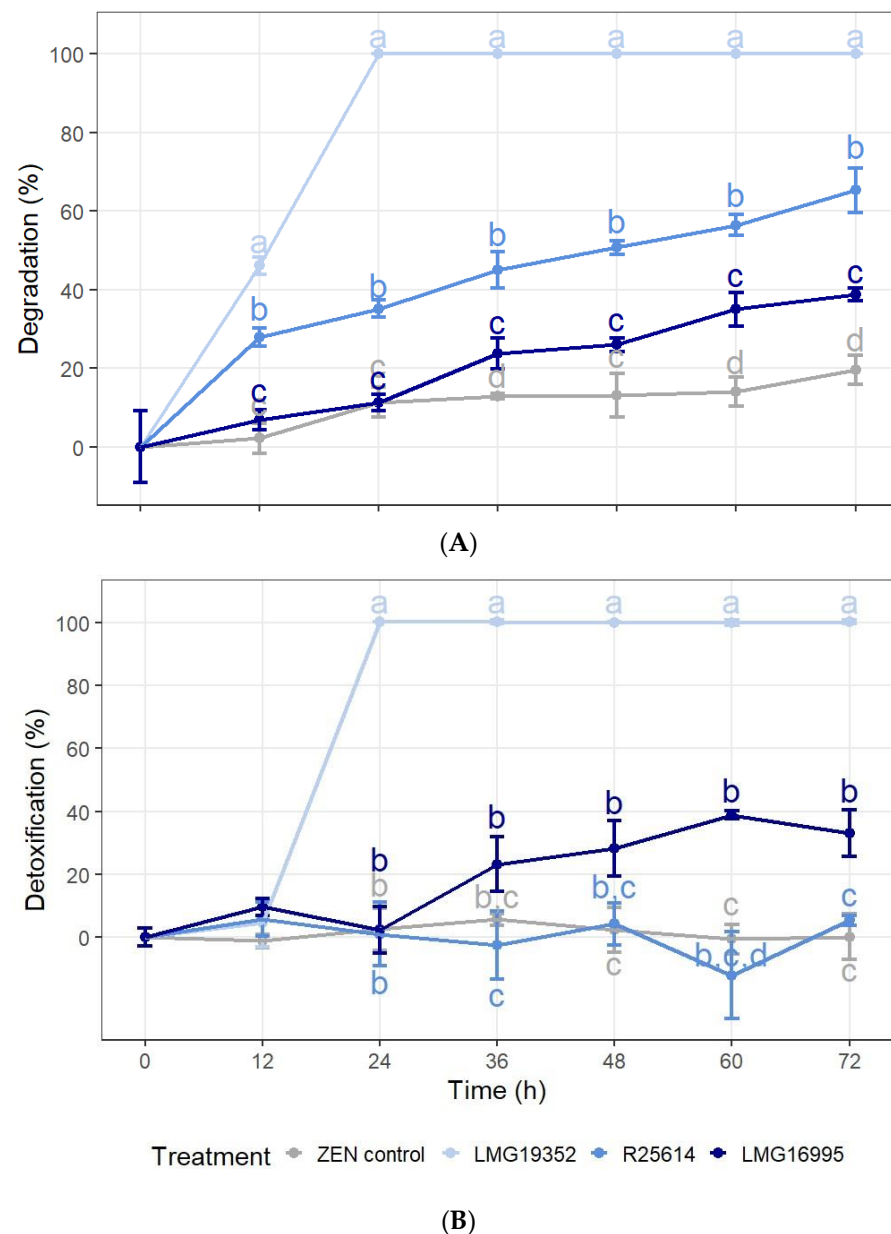 a a a a a
100
80
b
60
b
b
b
a
40
b
b
c
c
c
c
20
c
c
d
c
d
d
c
c
0
Degradation (%)
(A)
a a a a a
100
80
60
40
b
b
b
b
b
20
b
b,c
b,c
c
c
0
b,c,d
b
c
c
c
Detoxification (%)
0 12 24 36 48 60 72
Time (h)
Treatment ZEN control LMG19352 R25614 LMG16995
(B)